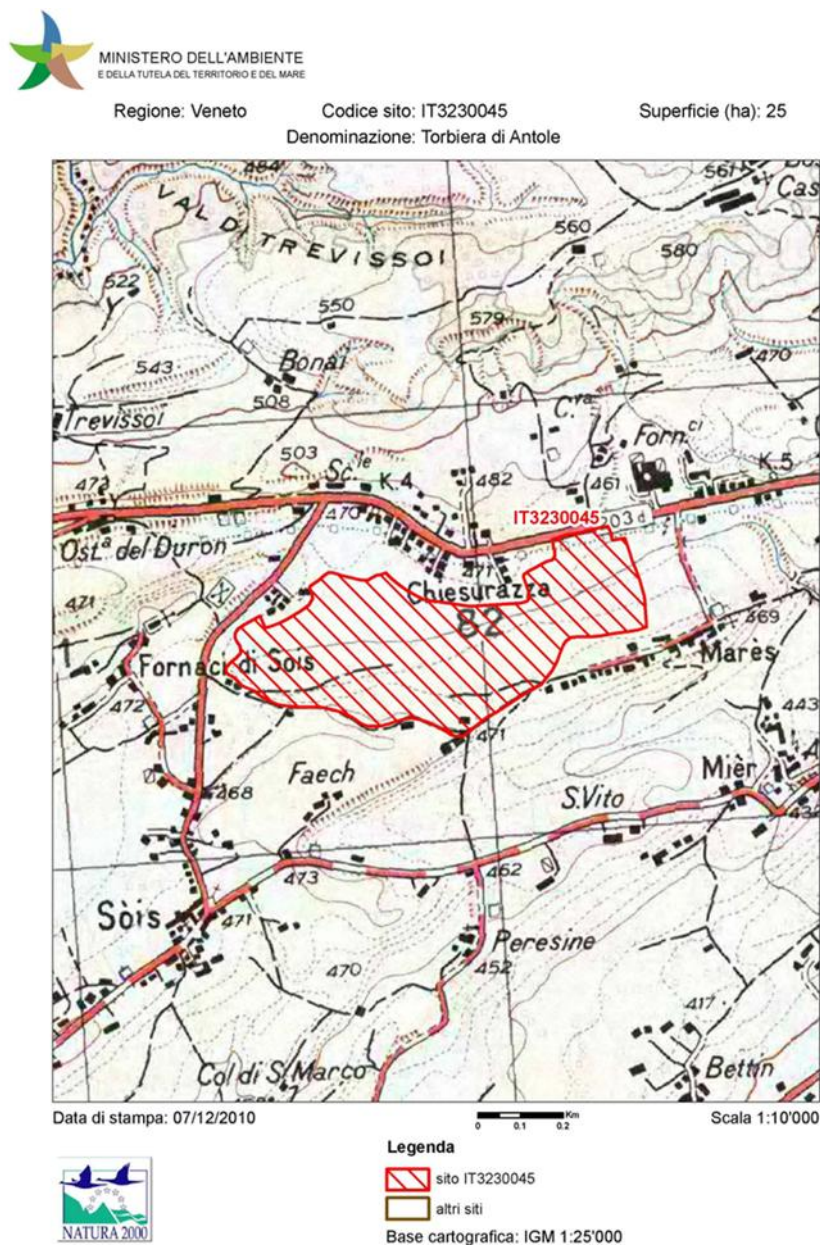 MINISTERO DELL'AMBIENTE
E DELLA TUTELA DEL TERRITORIO E DEL MARE
Regione: Veneto Codice sito: IT3230045 Superficie (ha): 25
Denominazione: Torbiera di Antole
484
561
Cas
VAL DI TREVISSOI
560
580
522
550
579
543
Bonai
470
508
Trevissoi
C.ra
Forn.ci
503
Sc.le
K.4
482
461
K.5
473
470
IT3230045
203d
Ost.a del Duron
471
471
Chiesurazza
82
469
Fornaci di Sois
Marès
472
471
443
Faech
Mièr
468
S.Vito
473
462
Sòis
471
Peresine
452
470
417
Col di S. Marco
Bettin
Data di stampa: 07/12/2010
Km
0 0.1 0.2
Scala 1:10'000
Legenda
sito IT3230045
altri siti
Base cartografica: IGM 1:25'000
NATURA 2000